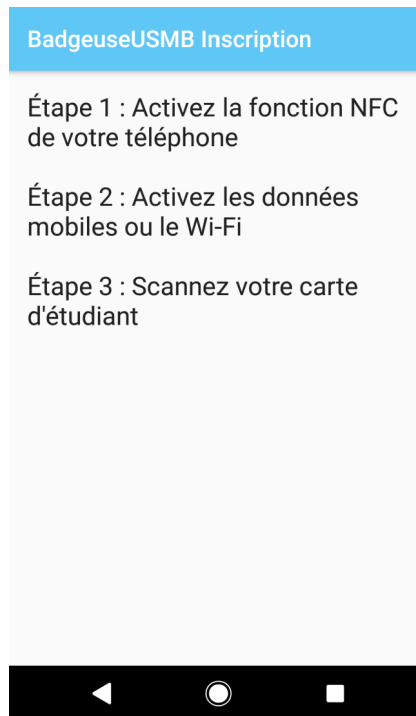 BadgeuseUSMB Inscription
Étape 1 : Activez la fonction NFC
de votre téléphone
Étape 2 : Activez les données
mobiles ou le Wi-Fi
Étape 3 : Scannez votre carte
d'étudiant